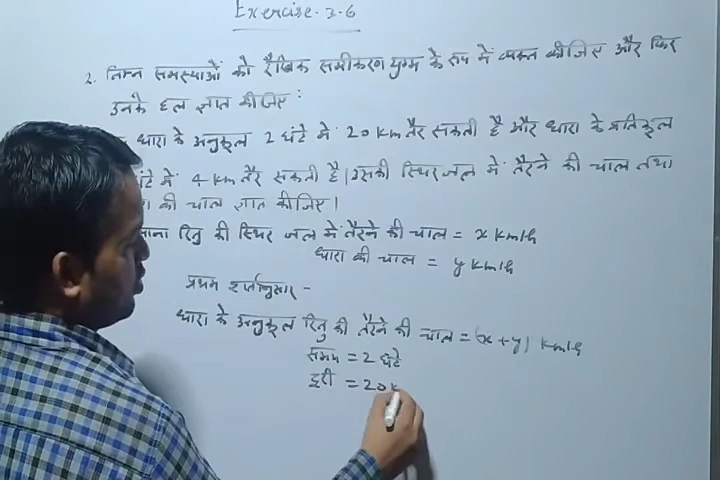 Exercise-3.6
2. निम्न समस्याओं को रैखिक समीकरण युग्म के रूप में व्यक्त कीजिए और फिर
उनके हल ज्ञात कीजिए:
धारा के अनुकूल 2 घंटे में 20 km तैर सकती है और धारा के प्रतिकूल
में 4 km तैर सकती है। उसकी स्थिर जल में तैरने की चाल तथा
की चाल ज्ञात कीजिए।
माना रितु की स्थिर जल में तैरने की चाल = x km/h
धारा की चाल = y km/h
प्रथम शर्तानुसार -
धारा के अनुकूल रितु की तैरने की चाल = (x+y) km/h
समय = 2 घंटे
दूरी = 20 k